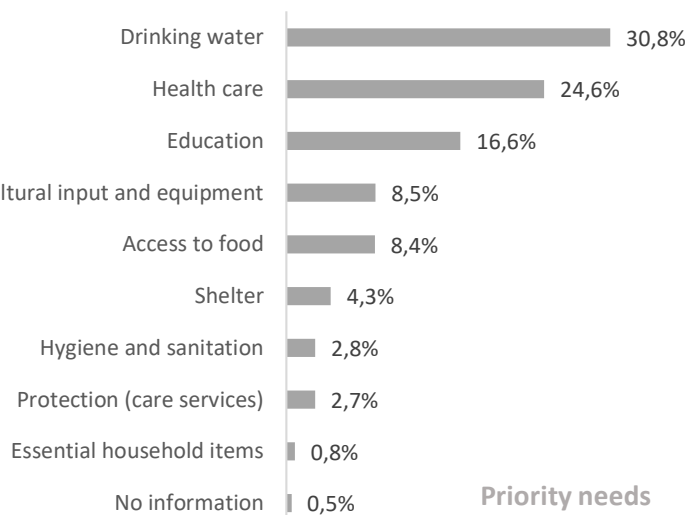 Drinking water 30,8%
Health care 24,6%
Education 16,6%
ltural input and equipment 8,5%
Access to food 8,4%
Shelter 4,3%
Hygiene and sanitation 2,8%
Protection (care services) 2,7%
Essential household items 0,8%
No information 0,5%
Priority needs